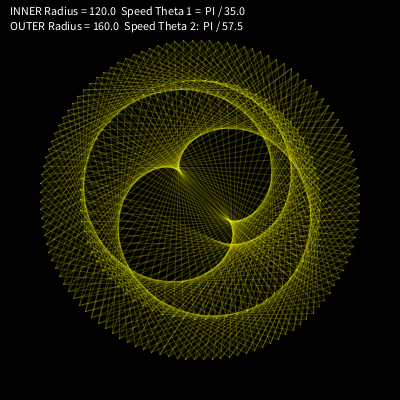 INNER Radius = 120.0  Speed Theta 1 =  PI / 35.0
OUTER Radius = 160.0  Speed Theta 2:  PI / 57.5